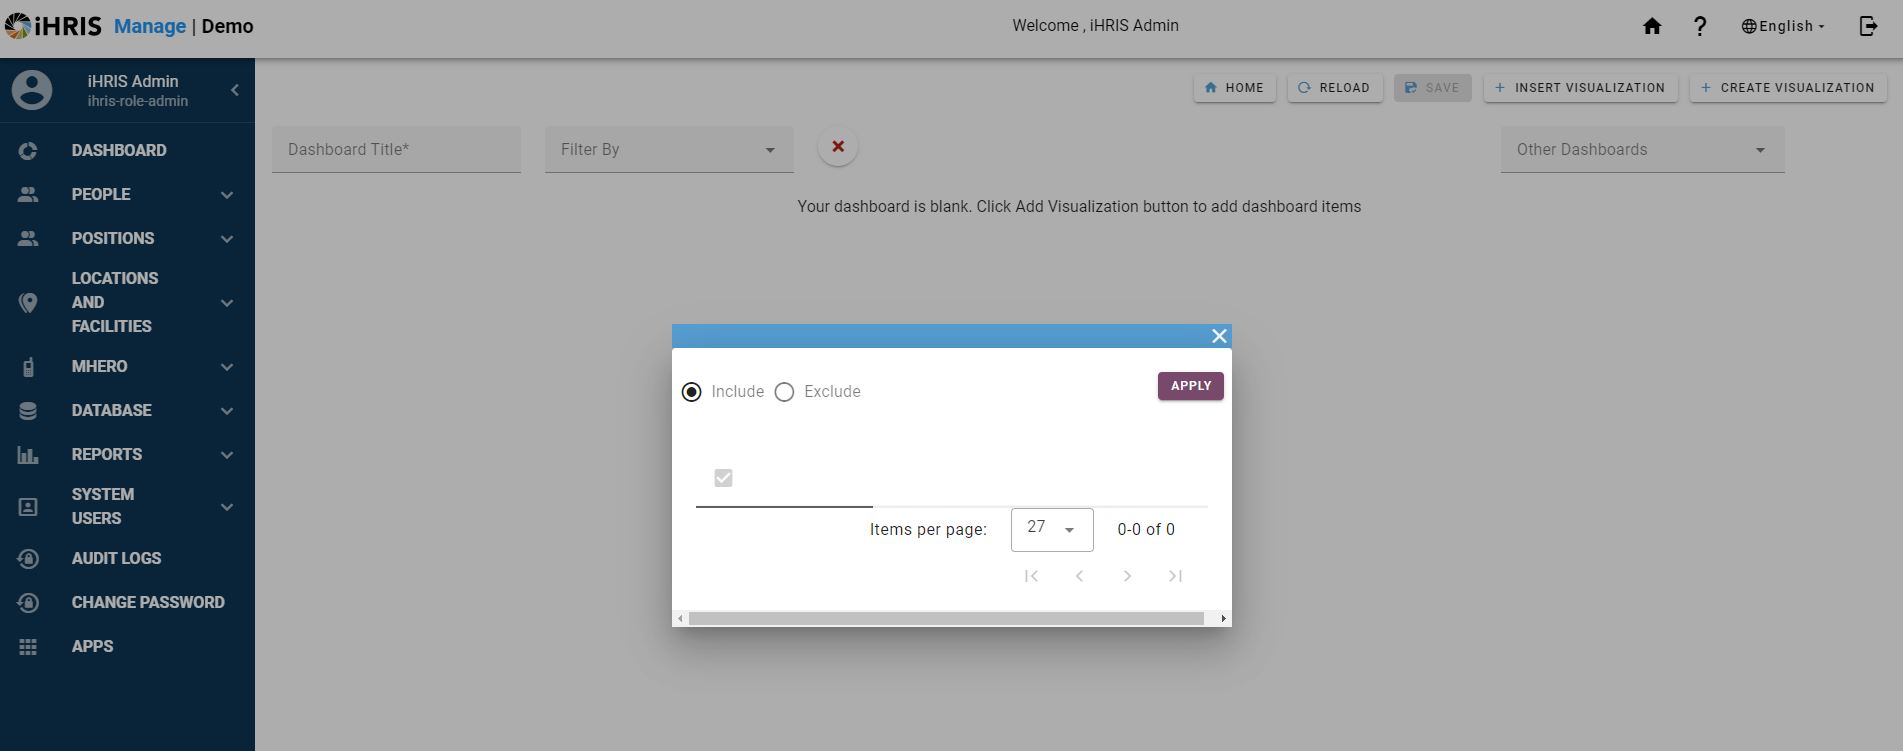 iHRIS Manage | Demo
Welcome , iHRIS Admin
?
English
iHRIS Admin
ihris-role-admin
HOME
RELOAD
SAVE
+ INSERT VISUALIZATION
+ CREATE VISUALIZATION
DASHBOARD
PEOPLE
POSITIONS
LOCATIONS
AND
FACILITIES
MHERO
DATABASE
REPORTS
SYSTEM
USERS
AUDIT LOGS
CHANGE PASSWORD
APPS
Dashboard Title*
Filter By
Other Dashboards
Your dashboard is blank. Click Add Visualization button to add dashboard items
Include
Exclude
APPLY
Items per page:
27
0-0 of 0